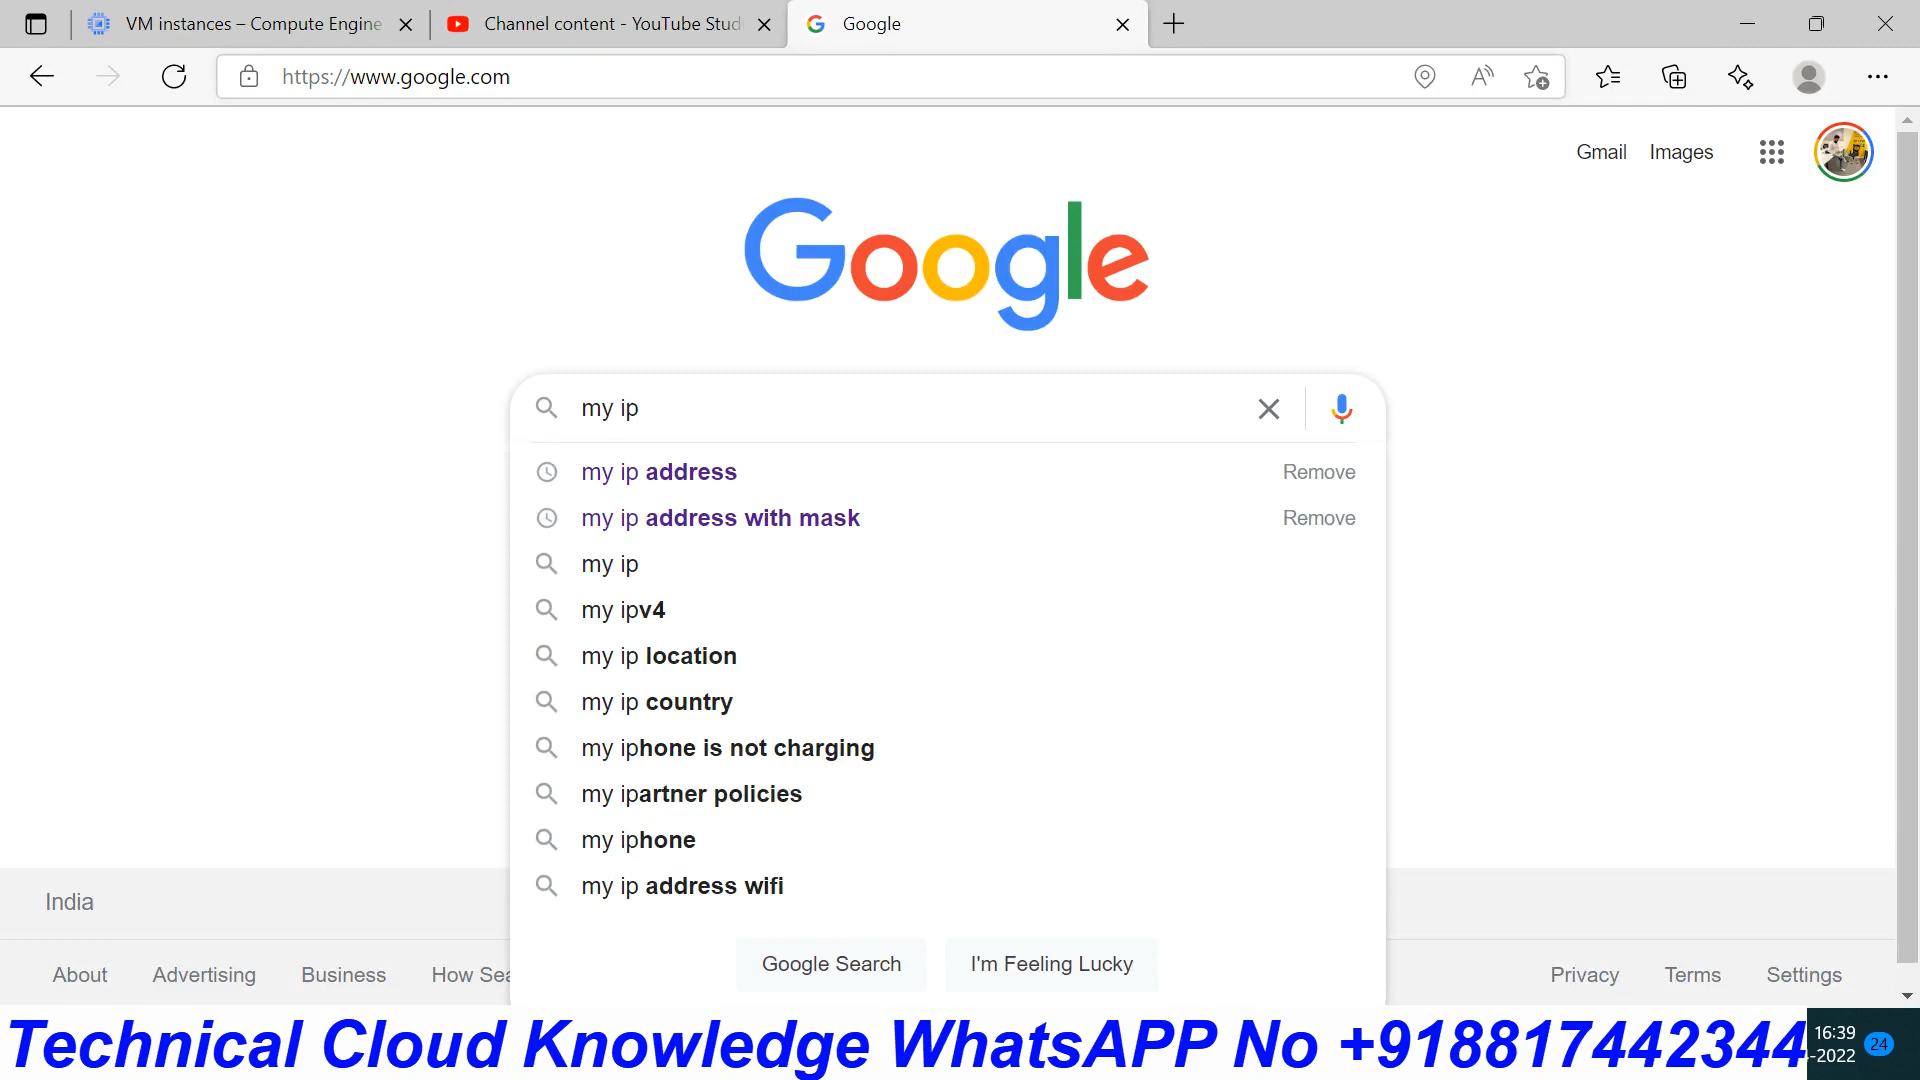 VM instances – Compute Engine
Channel content - YouTube Stud
Google
https://www.google.com
Gmail Images
Google
my ip
my ip address Remove
my ip address with mask Remove
my ip
my ipv4
my ip location
my ip country
my iphone is not charging
my ipartner policies
my iphone
my ip address wifi
Google Search I'm Feeling Lucky
India
About Advertising Business How Sea
Privacy Terms Settings
Technical Cloud Knowledge WhatsAPP No +918817442344
16:39
-2022
24